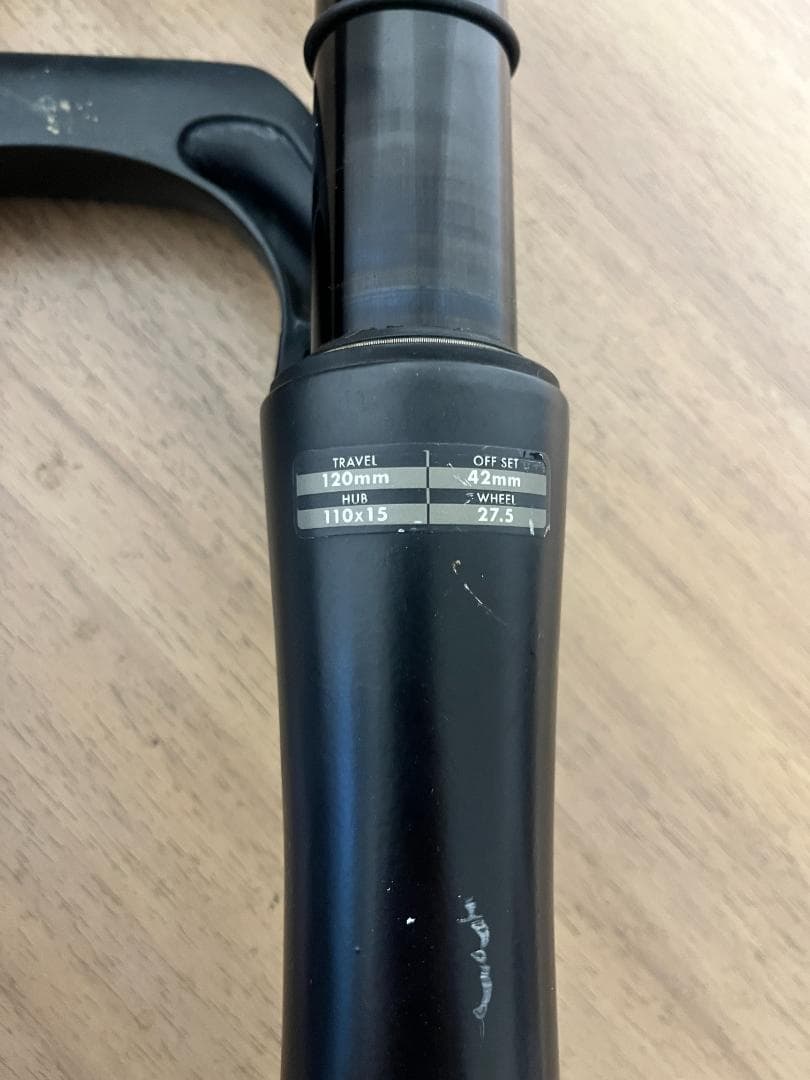 TRAVEL OFF SET
120mm 42mm
HUB WHEEL
110x15 27.5